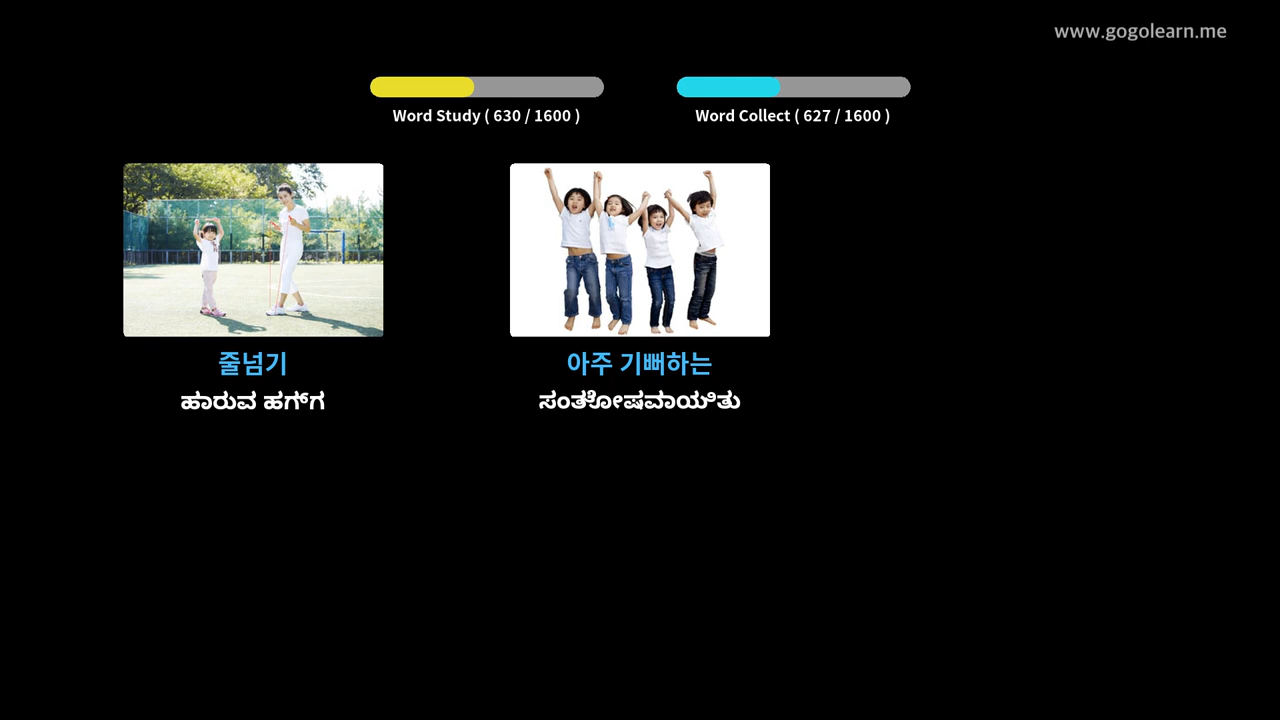 www.gogolearn.me
Word Study ( 630 / 1600 )
Word Collect ( 627 / 1600 )
줄넘기
아주 기뻐하는
ಹಾರುವ ಹಗ್ಗ
ಸಂತೋಷವಾಯಿತು